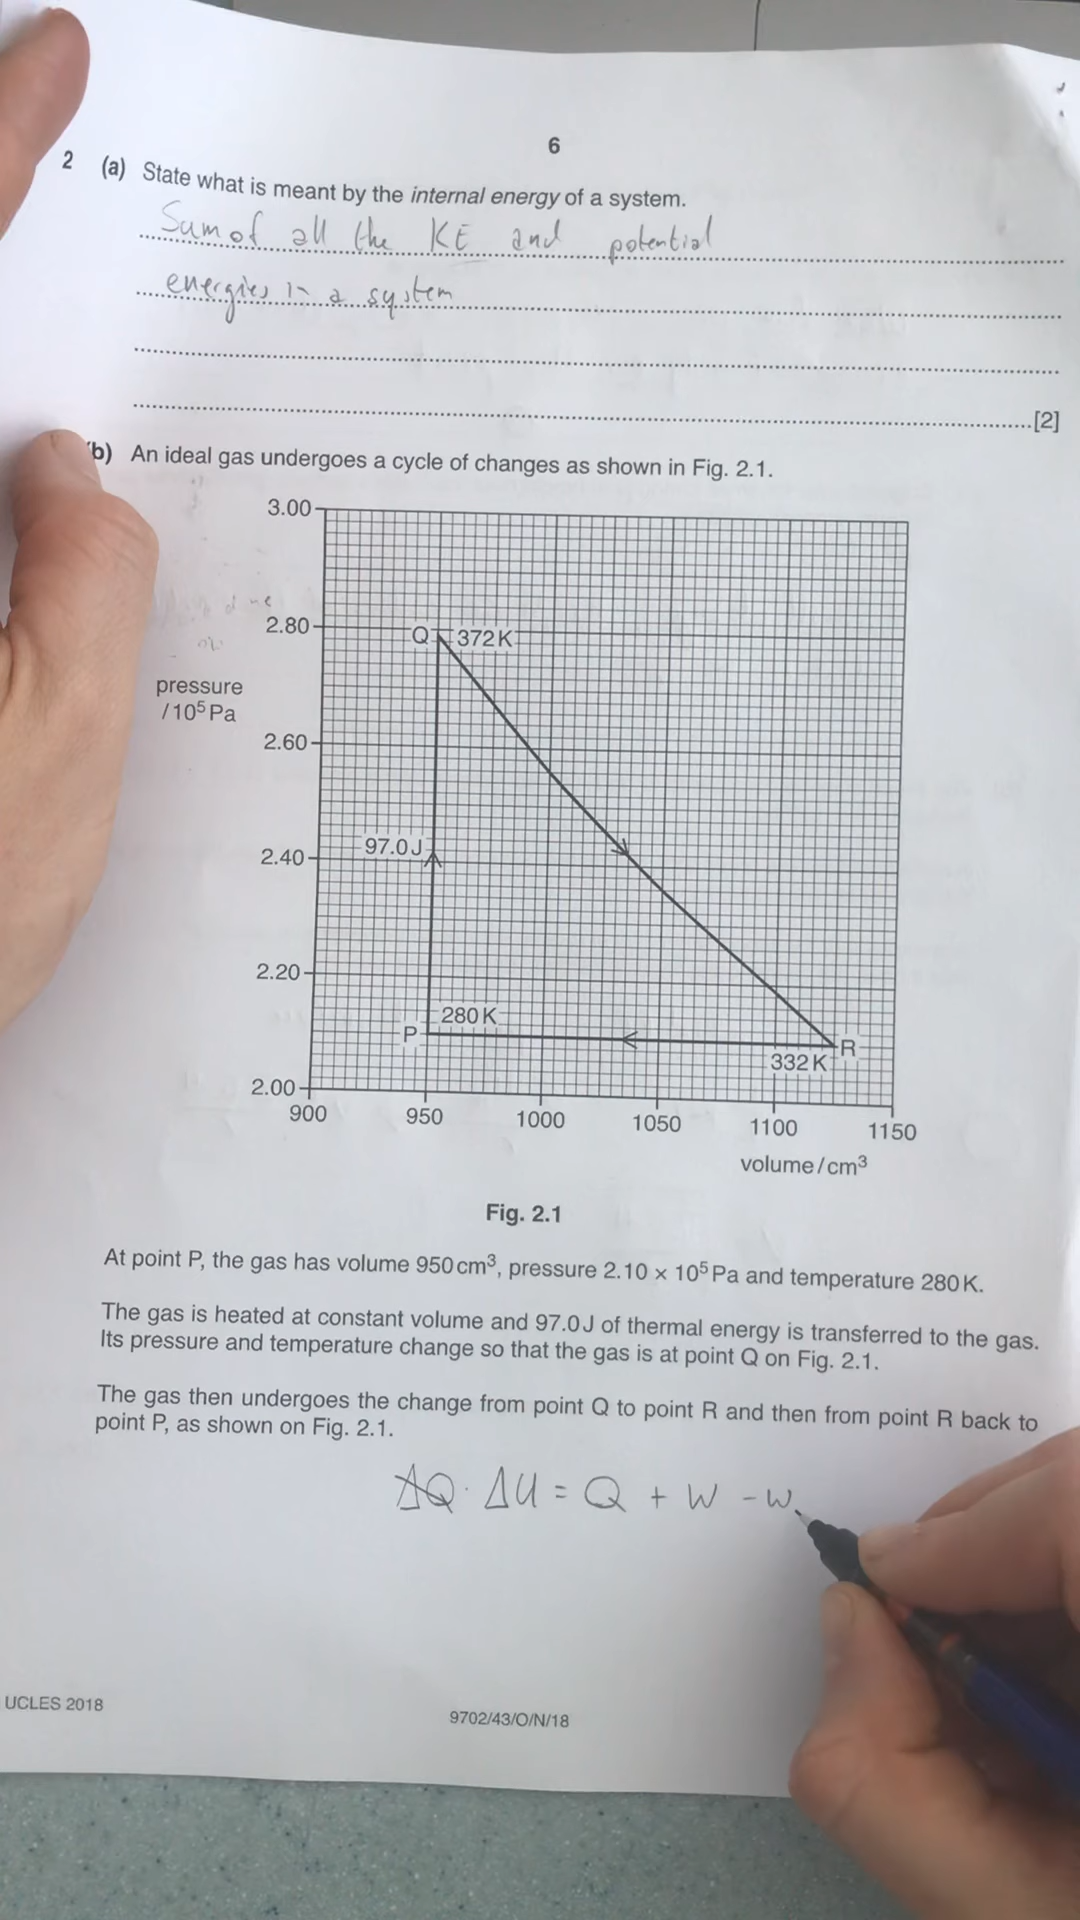 6
2 (a) State what is meant by the internal energy of a system.
Sum of all the KE and potential
energies in a system
[2]
b) An ideal gas undergoes a cycle of changes as shown in Fig. 2.1.
3.00
2.80
Q 372 K
pressure
/ 10⁵ Pa
2.60
97.0 J
2.40
2.20
280 K
P
R
332 K
2.00
900 950 1000 1050 1100 1150
volume / cm³
Fig. 2.1
At point P, the gas has volume 950 cm³, pressure 2.10 × 10⁵ Pa and temperature 280 K.
The gas is heated at constant volume and 97.0 J of thermal energy is transferred to the gas.
Its pressure and temperature change so that the gas is at point Q on Fig. 2.1.
The gas then undergoes the change from point Q to point R and then from point R back to
point P, as shown on Fig. 2.1.
ΔQ · ΔU = Q + W - W
UCLES 2018
9702/43/O/N/18